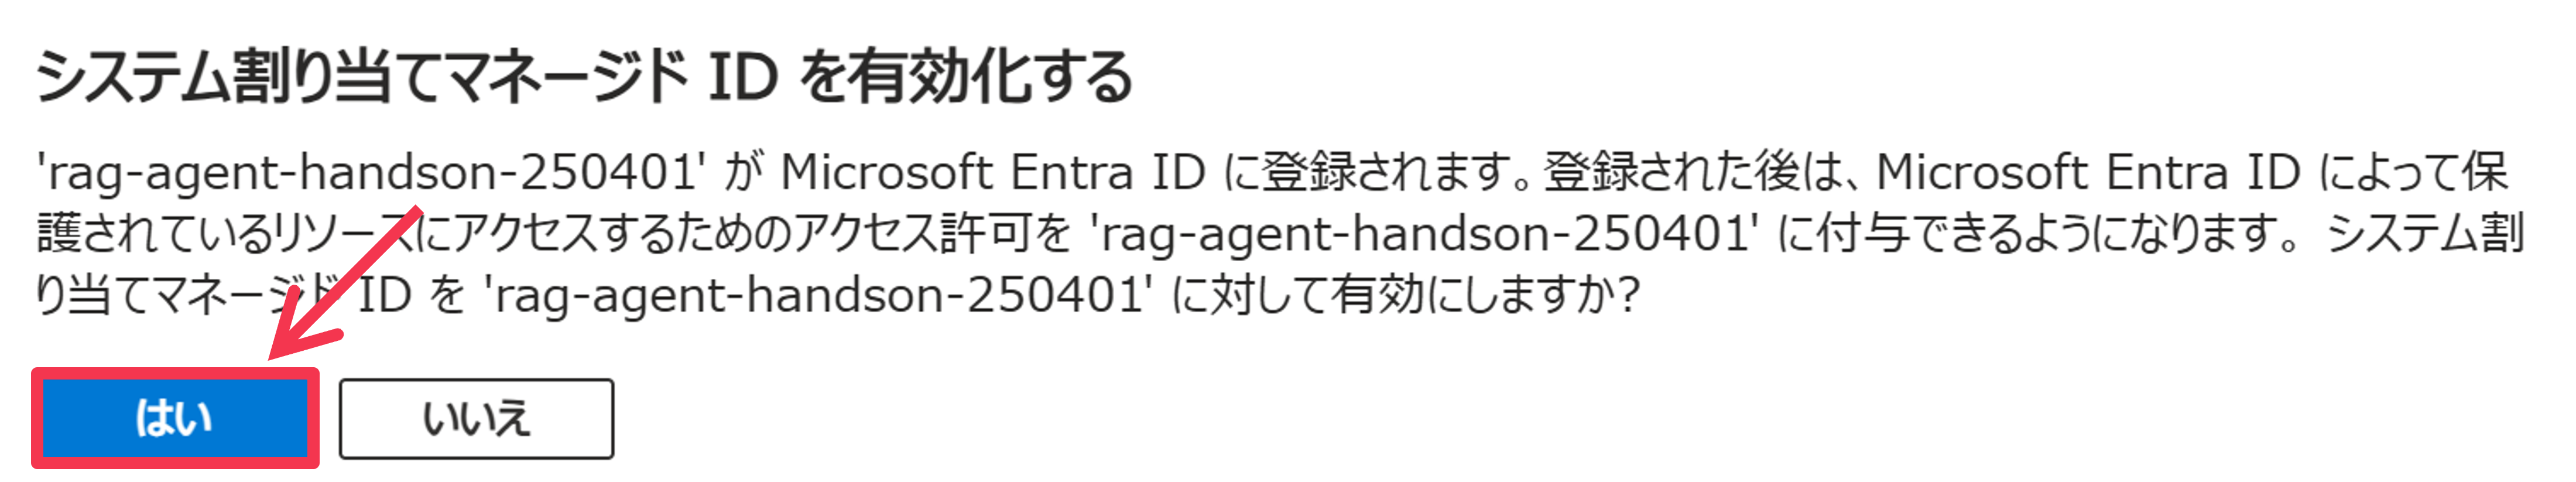 システム割り当てマネージド ID を有効化する
'rag-agent-handson-250401' が Microsoft Entra ID に登録されます。登録された後は、Microsoft Entra ID によって保
護されているリソースにアクセスするためのアクセス許可を 'rag-agent-handson-250401' に付与できるようになります。 システム割
り当てマネージド ID を 'rag-agent-handson-250401' に対して有効にしますか?
はい いいえ